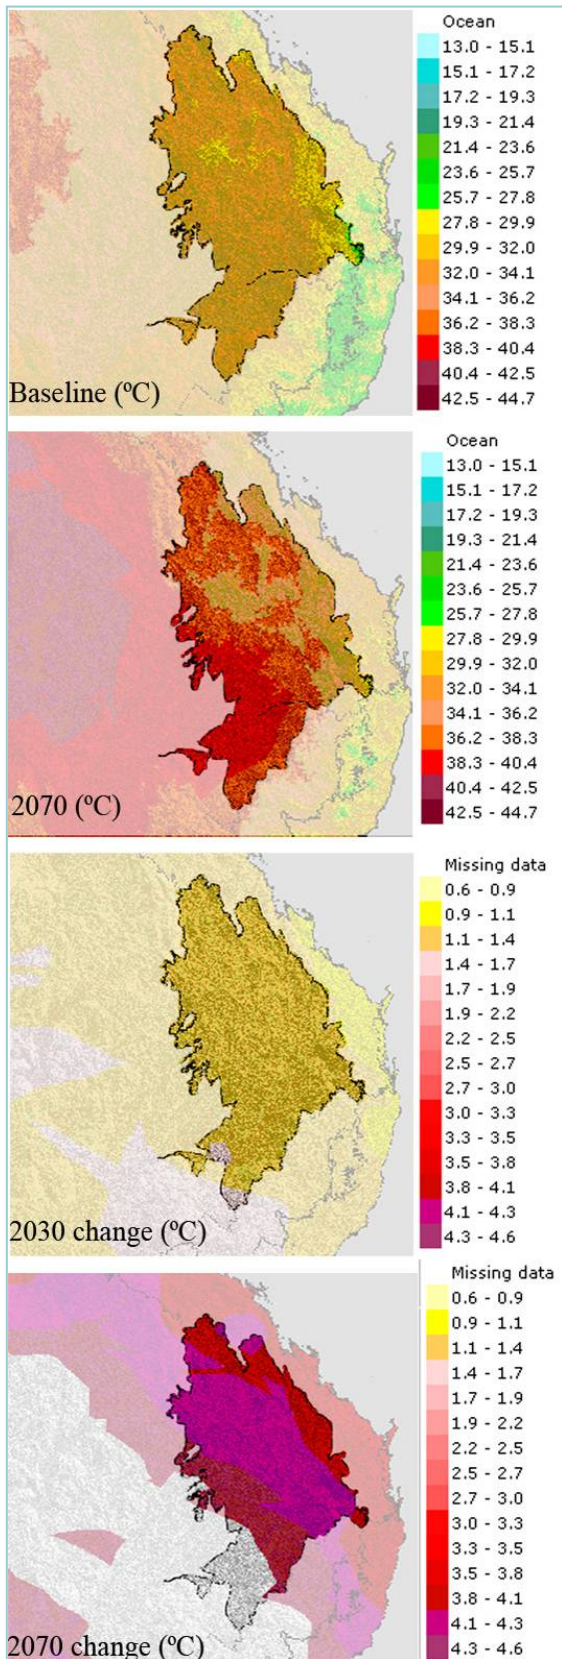 Ocean
13.0 - 15.1
15.1 - 17.2
17.2 - 19.3
19.3 - 21.4
21.4 - 23.6
23.6 - 25.7
25.7 - 27.8
27.8 - 29.9
29.9 - 32.0
32.0 - 34.1
34.1 - 36.2
36.2 - 38.3
38.3 - 40.4
40.4 - 42.5
42.5 - 44.7
Baseline (ºC)
Ocean
13.0 - 15.1
15.1 - 17.2
17.2 - 19.3
19.3 - 21.4
21.4 - 23.6
23.6 - 25.7
25.7 - 27.8
27.8 - 29.9
29.9 - 32.0
32.0 - 34.1
34.1 - 36.2
36.2 - 38.3
38.3 - 40.4
40.4 - 42.5
42.5 - 44.7
2070 (ºC)
Missing data
0.6 - 0.9
0.9 - 1.1
1.1 - 1.4
1.4 - 1.7
1.7 - 1.9
1.9 - 2.2
2.2 - 2.5
2.5 - 2.7
2.7 - 3.0
3.0 - 3.3
3.3 - 3.5
3.5 - 3.8
3.8 - 4.1
4.1 - 4.3
4.3 - 4.6
2030 change (ºC)
Missing data
0.6 - 0.9
0.9 - 1.1
1.1 - 1.4
1.4 - 1.7
1.7 - 1.9
1.9 - 2.2
2.2 - 2.5
2.5 - 2.7
2.7 - 3.0
3.0 - 3.3
3.3 - 3.5
3.5 - 3.8
3.8 - 4.1
4.1 - 4.3
4.3 - 4.6
2070 change (ºC)